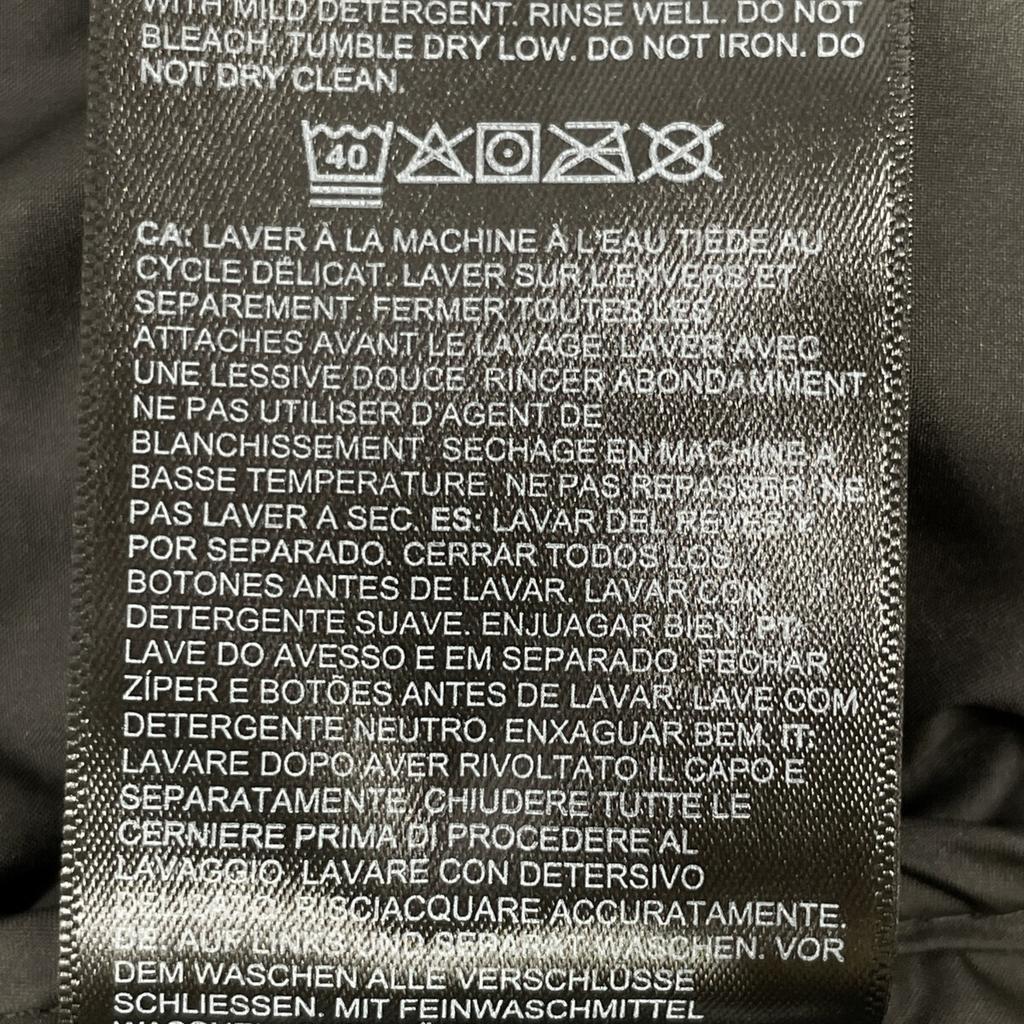 WITH MILD DETERGENT. RINSE WELL. DO NOT
BLEACH. TUMBLE DRY LOW. DO NOT IRON. DO
NOT DRY CLEAN.
40
CA: LAVER À LA MACHINE À L'EAU TIÈDE AU
CYCLE DÉLICAT. LAVER SUR L'ENVERS ET
SEPAREMENT. FERMER TOUTES LES
ATTACHES AVANT LE LAVAGE. LAVER AVEC
UNE LESSIVE DOUCE. RINCER ABONDAMMENT
NE PAS UTILISER D'AGENT DE
BLANCHISSEMENT. SECHAGE EN MACHINE A
BASSE TEMPERATURE. NE PAS REPASSER. NE
PAS LAVER A SEC. ES: LAVAR DEL REVES Y
POR SEPARADO. CERRAR TODOS LOS
BOTONES ANTES DE LAVAR. LAVAR CON
DETERGENTE SUAVE. ENJUAGAR BIEN. PT:
LAVE DO AVESSO E EM SEPARADO. FECHAR
ZÍPER E BOTÕES ANTES DE LAVAR. LAVE COM
DETERGENTE NEUTRO. ENXAGUAR BEM. IT:
LAVARE DOPO AVER RIVOLTATO IL CAPO E
SEPARATAMENTE. CHIUDERE TUTTE LE
CERNIERE PRIMA DI PROCEDERE AL
LAVAGGIO. LAVARE CON DETERSIVO
DELICATO. RISCIACQUARE ACCURATAMENTE.
DE: AUF LINKS UND SEPARAT WASCHEN. VOR
DEM WASCHEN ALLE VERSCHLÜSSE
SCHLIESSEN. MIT FEINWASCHMITTEL